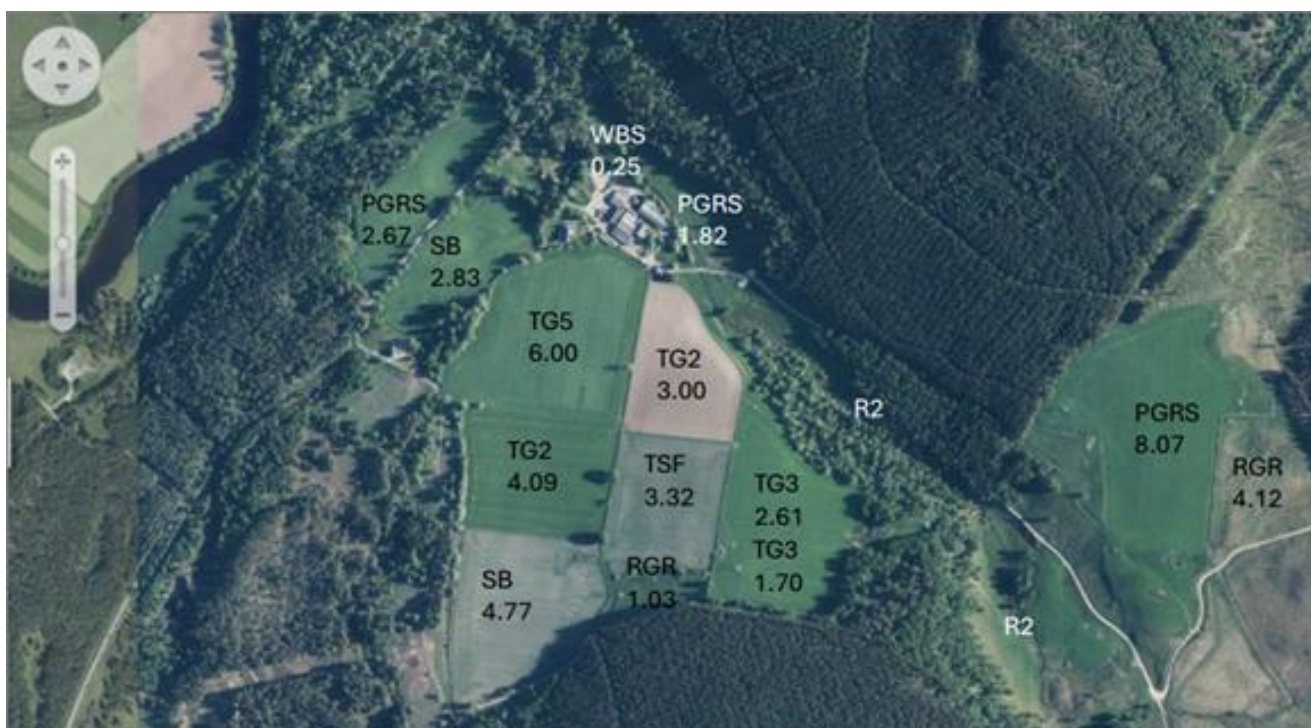 WBS
0.25
PGRS
2.67
PGRS
1.82
SB
2.83
TG5
6.00
TG2
3.00
R2
PGRS
8.07
TG2
4.09
TSF
3.32
TG3
2.61
RGR
4.12
TG3
1.70
SB
4.77
RGR
1.03
R2